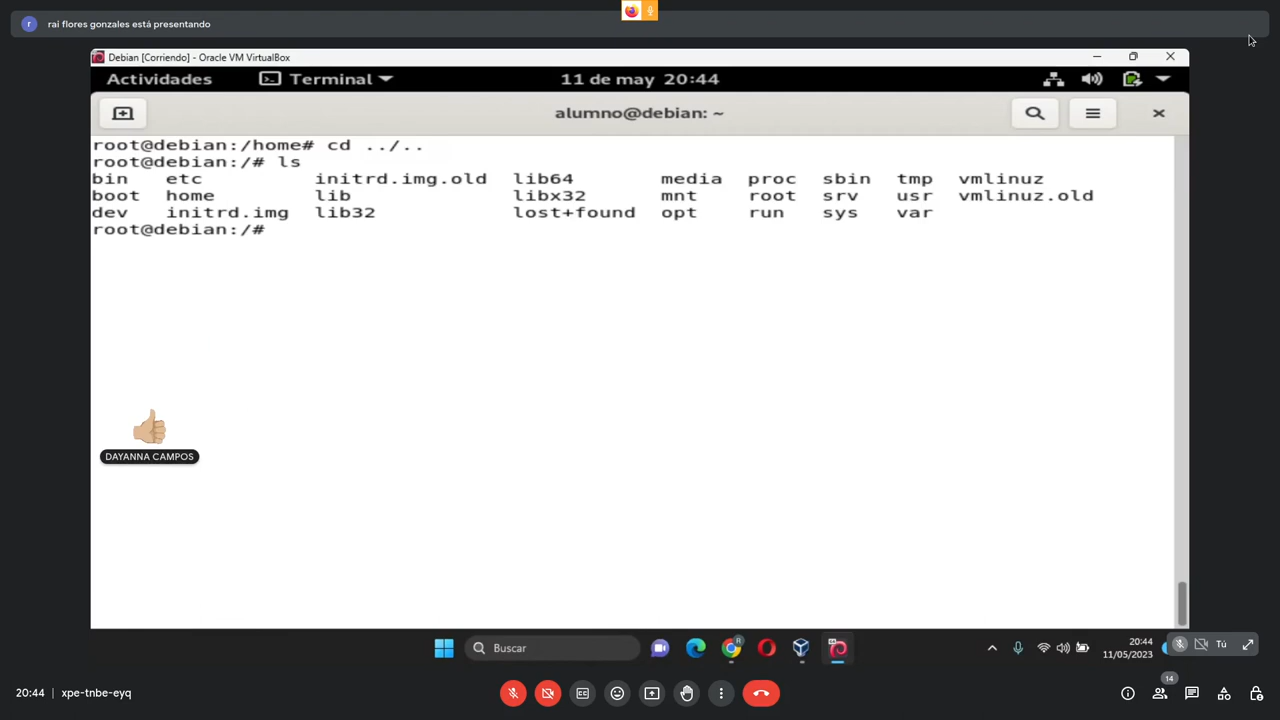 r rai flores gonzales está presentando
Debian [Corriendo] - Oracle VM VirtualBox
Actividades Terminal 11 de may 20:44
alumno@debian: ~
root@debian:/home# cd ../..
root@debian:/# ls
bin etc initrd.img.old lib64 media proc sbin tmp vmlinuz
boot home lib libx32 mnt root srv usr vmlinuz.old
dev initrd.img lib32 lost+found opt run sys var
root@debian:/#
DAYANNA CAMPOS
Buscar
R
20:44
11/05/2023
Tú
14
20:44 xpe-tnbe-eyq